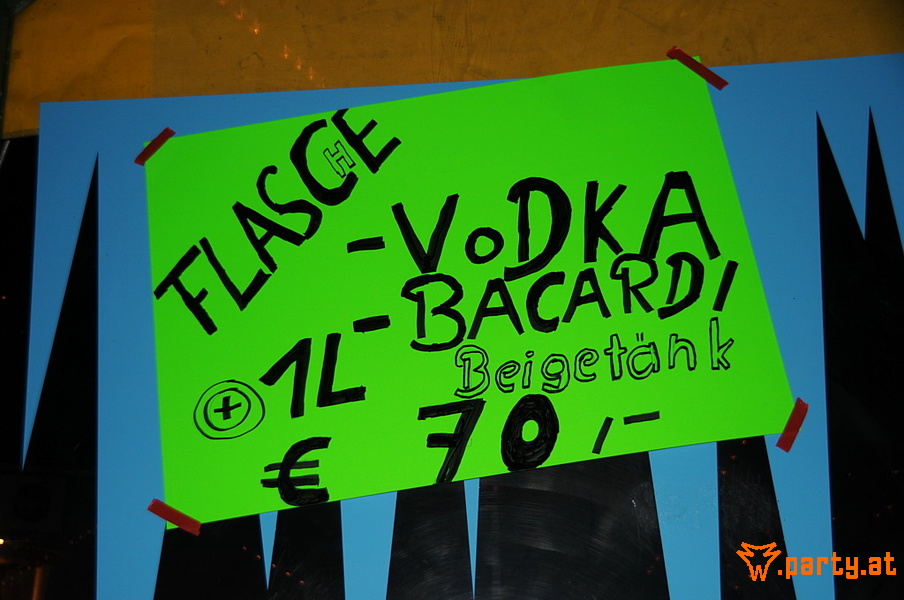 FLASCHE
- VODKA
- BACARDI
+ 1L Beigetänk
€ 70,-
.party.at